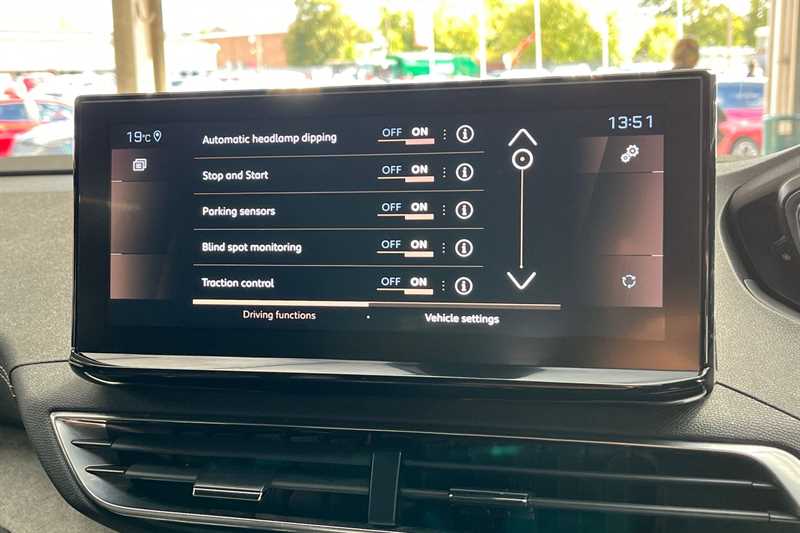 19°C
13:51
Automatic headlamp dipping OFF ON
Stop and Start OFF ON
Parking sensors OFF ON
Blind spot monitoring OFF ON
Traction control OFF ON
Driving functions
Vehicle settings